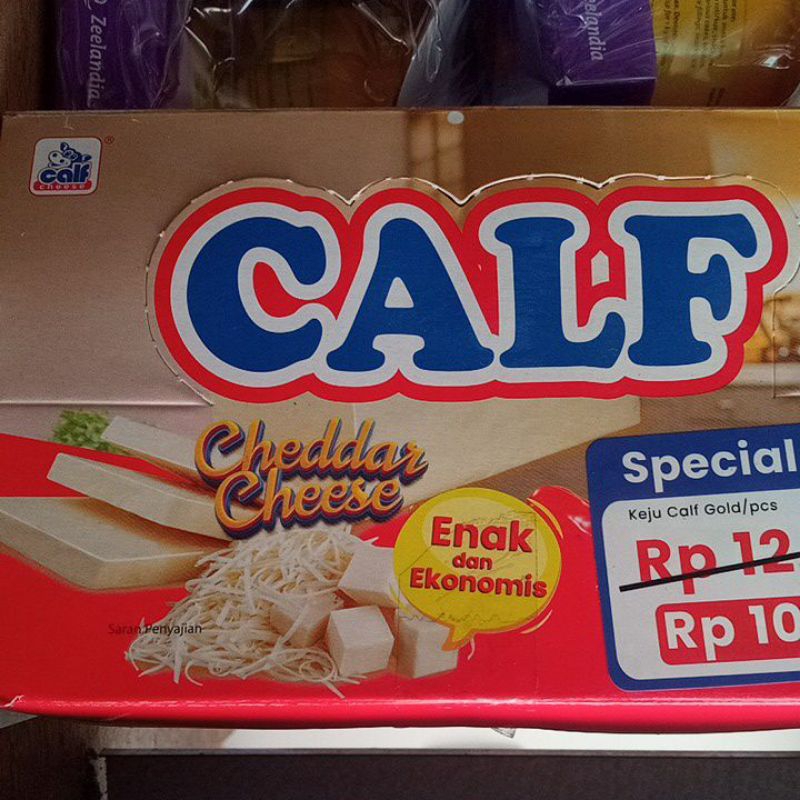 Zeelandia
eelandia
calf
cheese
CALF
Cheddar
Cheese
Enak
dan
Ekonomis
Saran Penyajian
Special
Keju Calf Gold/pcs
Rp 12
Rp 10